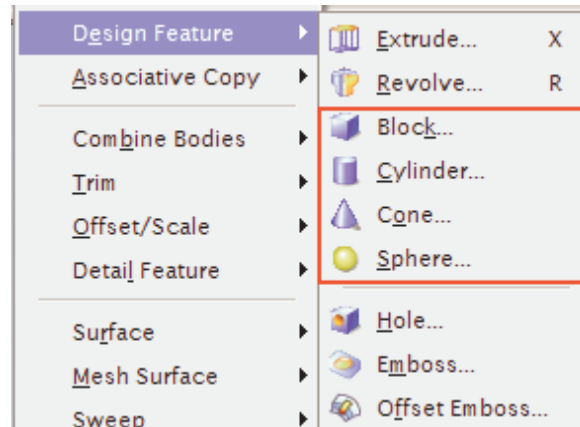 Design Feature
Associative Copy
Combine Bodies
Trim
Offset/Scale
Detail Feature
Surface
Mesh Surface
Sweep
Extrude... X
Revolve... R
Block...
Cylinder...
Cone...
Sphere...
Hole...
Emboss...
Offset Emboss...